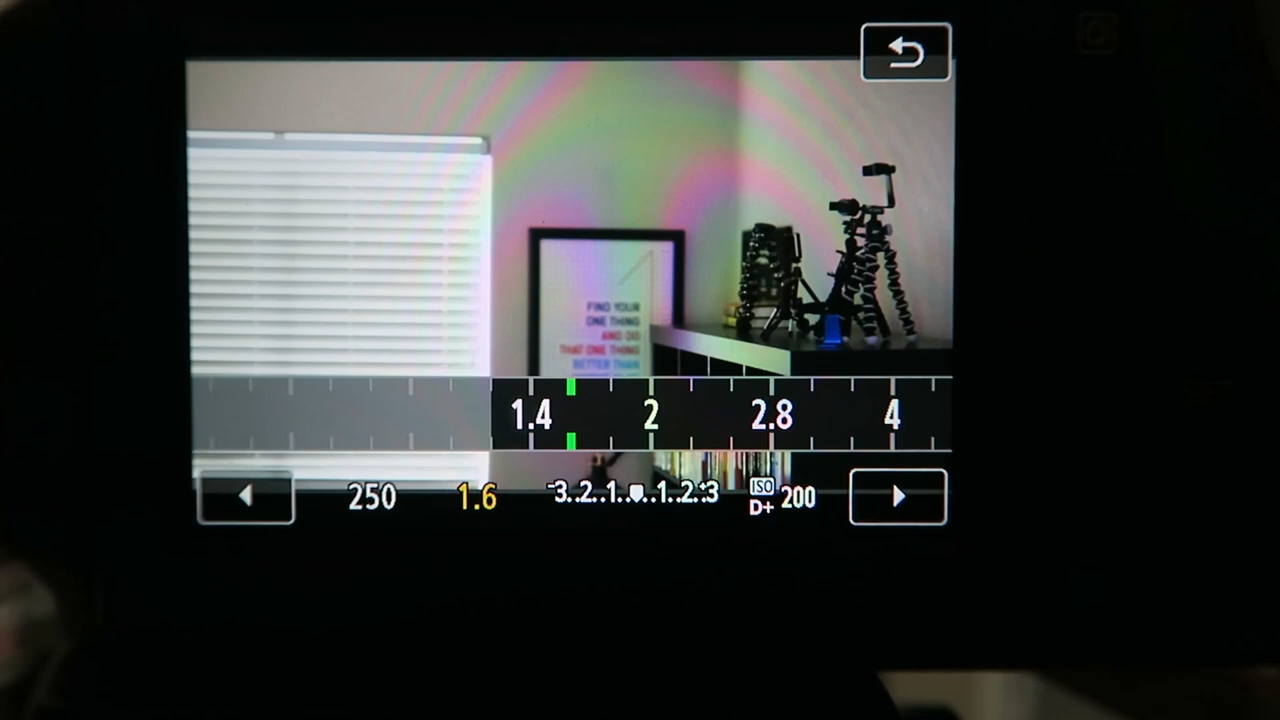 FIND YOUR
ONE THING
AND DO
THAT ONE THING
BETTER THAN
1.4 2 2.8 4
250 1.6 -3..2..1..▼..1..2..+3 ISO D+ 200